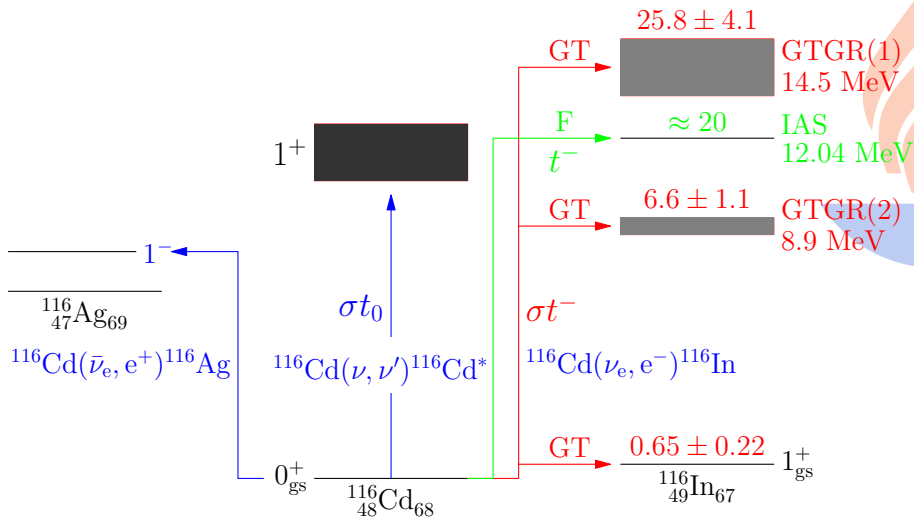 25.8 ± 4.1
GT
GTGR(1)
14.5 MeV
F
≈ 20
IAS
t⁻
12.04 MeV
1⁺
6.6 ± 1.1
GT
GTGR(2)
8.9 MeV
1⁻
¹¹⁶₄₇Ag₆₉
σt₀
σt⁻
¹¹⁶Cd(ν̄ₑ, e⁺)¹¹⁶Ag
¹¹⁶Cd(ν, ν′)¹¹⁶Cd*
¹¹⁶Cd(νₑ, e⁻)¹¹⁶In
GT
0.65 ± 0.22
0⁺gs
1⁺gs
¹¹⁶₄₈Cd₆₈
¹¹⁶₄₉In₆₇